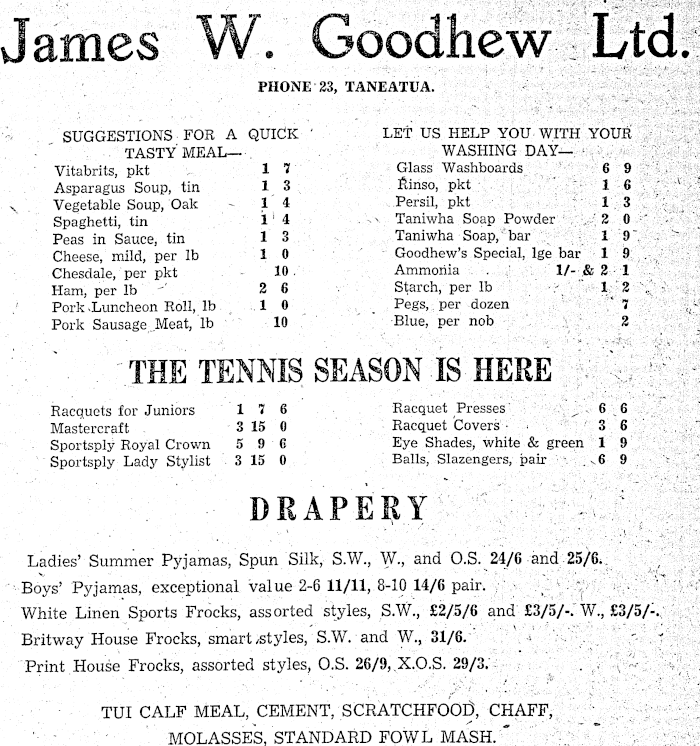 James W. Goodhew Ltd.
PHONE 23, TANEATUA.
SUGGESTIONS FOR A QUICK
TASTY MEAL—
Vitabrits, pkt 1 7
Asparagus Soup, tin 1 3
Vegetable Soup, Oak 1 4
Spaghetti, tin 1 4
Peas in Sauce, tin 1 3
Cheese, mild, per lb 1 0
Chesdale, per pkt 10
Ham, per lb 2 6
Pork Luncheon Roll, lb 1 0
Pork Sausage Meat, lb 10
LET US HELP YOU WITH YOUR
WASHING DAY—
Glass Washboards 6 9
Rinso, pkt 1 6
Persil, pkt 1 3
Taniwha Soap Powder 2 0
Taniwha Soap, bar 1 9
Goodhew's Special, lge bar 1 9
Ammonia 1/- & 2 1
Starch, per lb 1 2
Pegs, per dozen 7
Blue, per nob 2
THE TENNIS SEASON IS HERE
Racquets for Juniors 1 7 6
Mastercraft 3 15 0
Sportsply Royal Crown 5 9 6
Sportsply Lady Stylist 3 15 0
Racquet Presses 6 6
Racquet Covers 3 6
Eye Shades, white & green 1 9
Balls, Slazengers, pair 6 9
DRAPERY
Ladies' Summer Pyjamas, Spun Silk, S.W., W., and O.S. 24/6 and 25/6.
Boys' Pyjamas, exceptional value 2-6 11/11, 8-10 14/6 pair.
White Linen Sports Frocks, assorted styles, S.W., £2/5/6 and £3/5/-. W., £3/5/-.
Britway House Frocks, smart styles, S.W. and W., 31/6.
Print House Frocks, assorted styles, O.S. 26/9, X.O.S. 29/3.
TUI CALF MEAL, CEMENT, SCRATCHFOOD, CHAFF,
MOLASSES, STANDARD FOWL MASH.